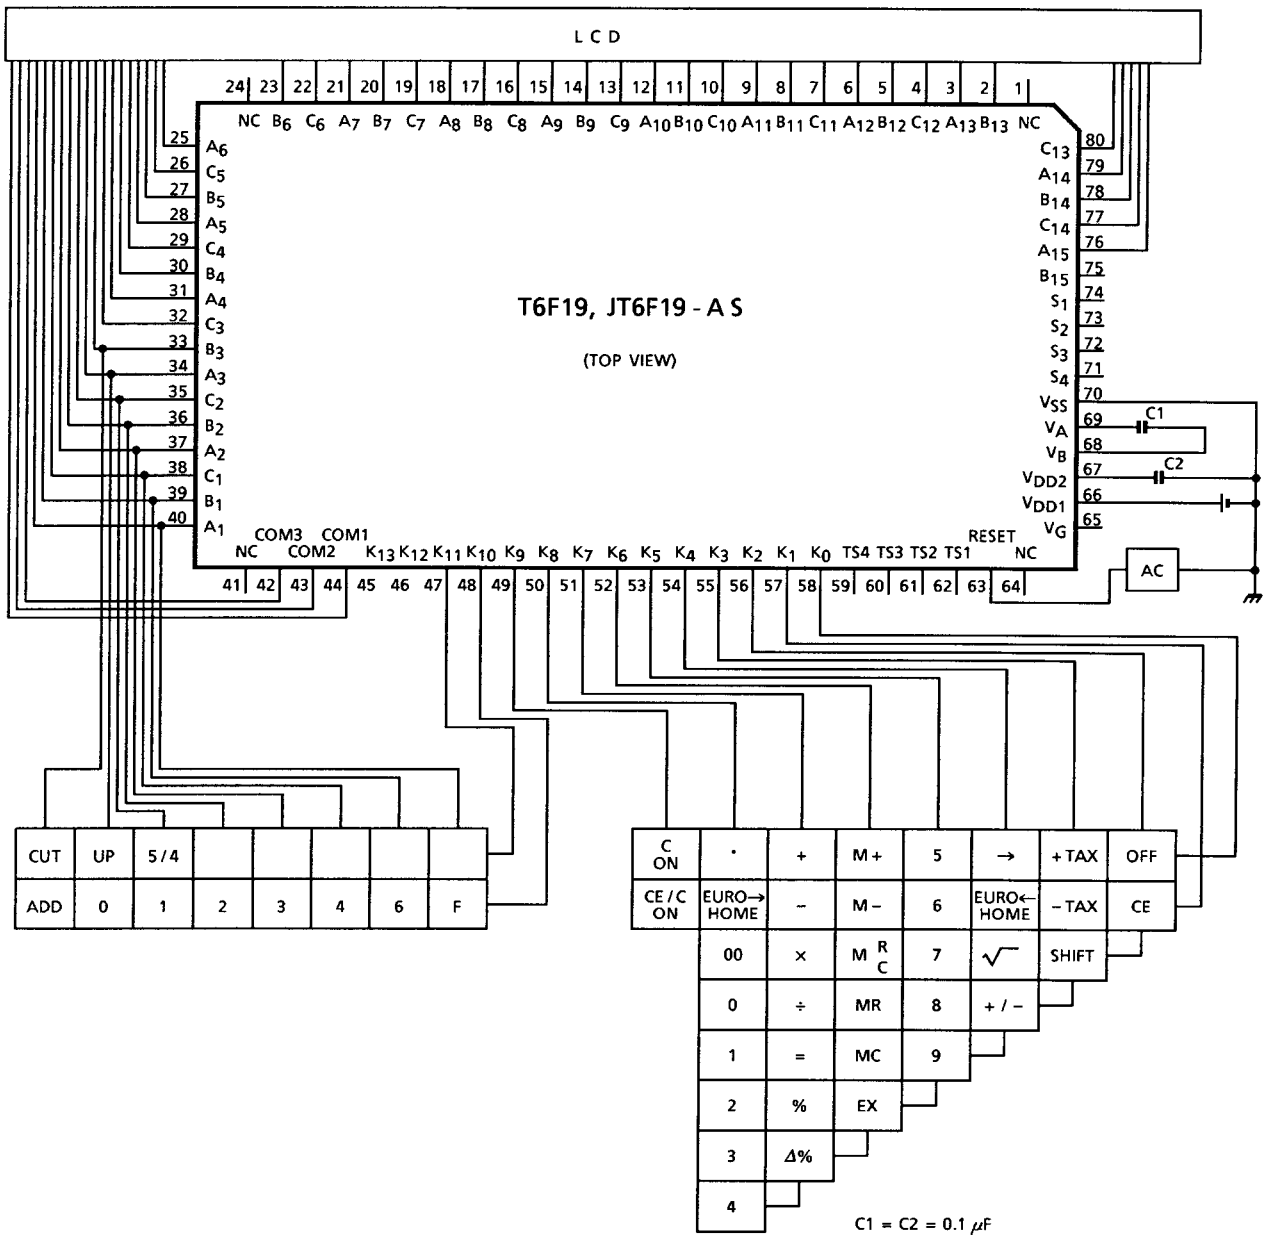 LCD
24 23 22 21 20 19 18 17 16 15 14 13 12 11 10 9 8 7 6 5 4 3 2 1
NC B6 C6 A7 B7 C7 A8 B8 C8 A9 B9 C9 A10 B10 C10 A11 B11 C11 A12 B12 C12 A13 B13 NC
25 A6
26 C5
27 B5
28 A5
29 C4
30 B4
31 A4
32 C3
33 B3
34 A3
35 C2
36 B2
37 A2
38 C1
39 B1
40 A1
C13 80
A14 79
B14 78
C14 77
A15 76
B15 75
S1 74
S2 73
S3 72
S4 71
VSS 70
VA 69
VB 68
VDD2 67
VDD1 66
VG 65
C1
C2
T6F19, JT6F19 - A S
(TOP VIEW)
NC COM3 COM2 COM1 K13 K12 K11 K10 K9 K8 K7 K6 K5 K4 K3 K2 K1 K0 TS4 TS3 TS2 TS1 RESET NC
41 42 43 44 45 46 47 48 49 50 51 52 53 54 55 56 57 58 59 60 61 62 63 64
AC
CUT UP 5/4
ADD 0 1 2 3 4 6 F
C ON · + M+ 5 → +TAX OFF
CE/C ON EURO→ HOME − M− 6 EURO← HOME −TAX CE
00 × M R C 7 √ SHIFT
0 ÷ MR 8 +/−
1 = MC 9
2 % EX
3 Δ%
4
C1 = C2 = 0.1 μF